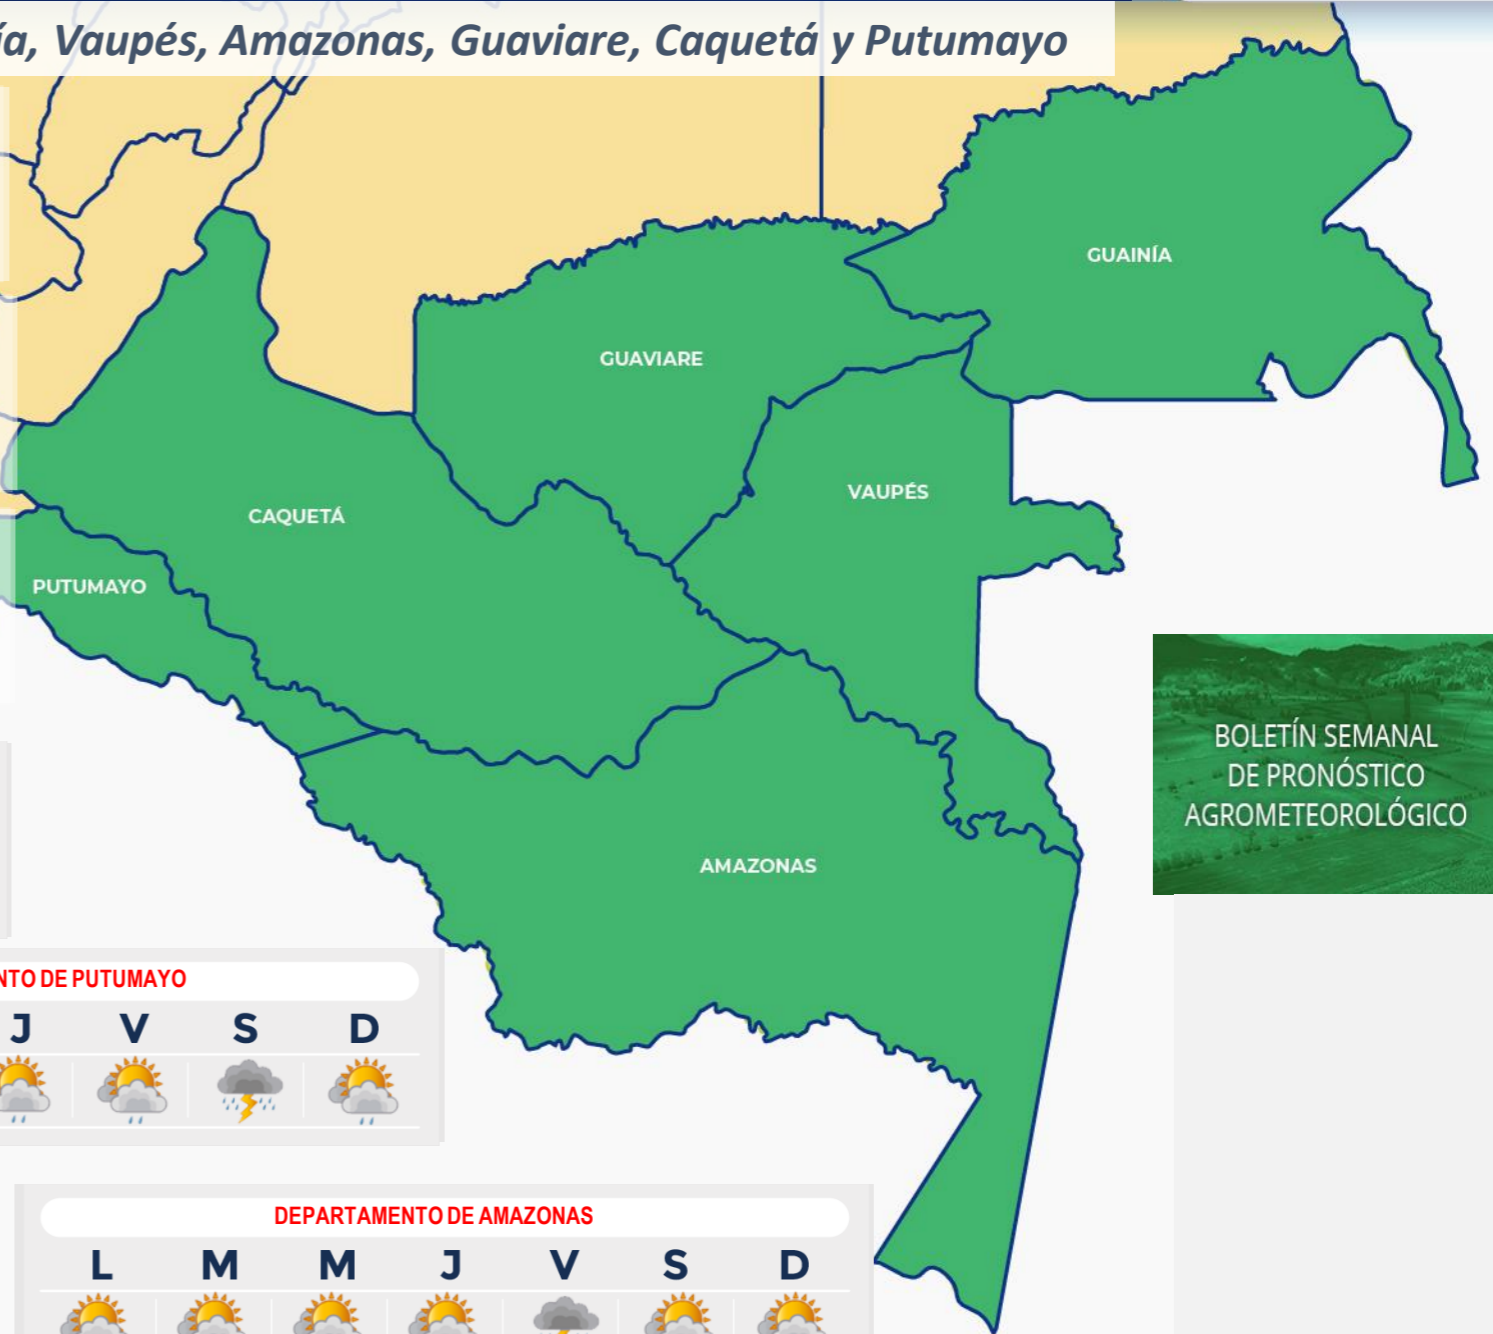 ía, Vaupés, Amazonas, Guaviare, Caquetá y Putumayo
GUAINÍA
GUAVIARE
VAUPÉS
CAQUETÁ
PUTUMAYO
BOLETÍN SEMANAL
DE PRONÓSTICO
AGROMETEOROLÓGICO
AMAZONAS
NTO DE PUTUMAYO
J V S D
DEPARTAMENTO DE AMAZONAS
L M M J V S D